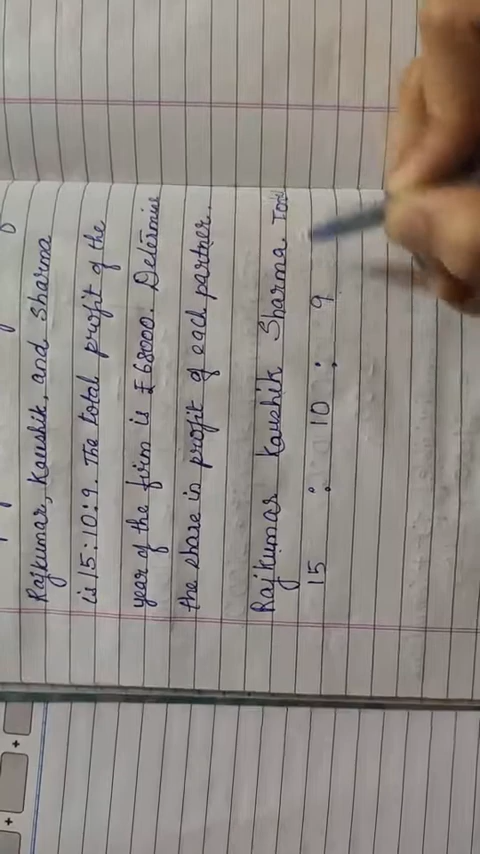 Rajkumar, Kaushik, and Sharma
is 15:10:9. The total profit of the
year of the firm is £68000. Determine
the share in profit of each partner.
Rajkumar Kaushik Sharma
15 : 10 : 9